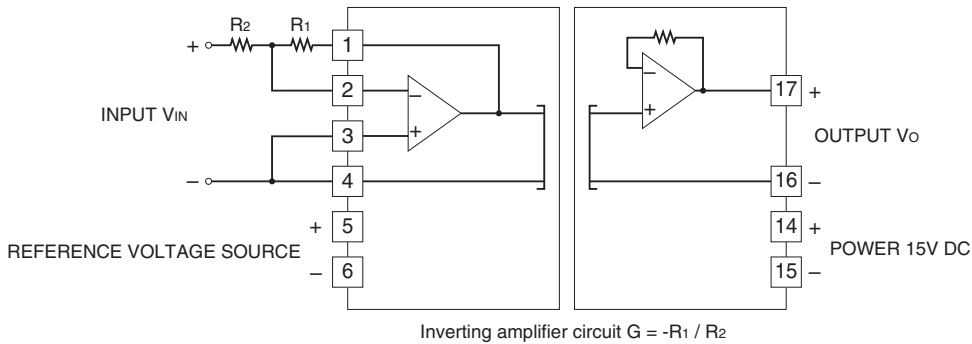 R2 R1
+ 1
2 −
INPUT VIN
3 +
− 4
+ 5
REFERENCE VOLTAGE SOURCE
− 6
−
+
17 +
OUTPUT VO
16 −
14 +
POWER 15V DC
15 −
Inverting amplifier circuit G = -R1 / R2